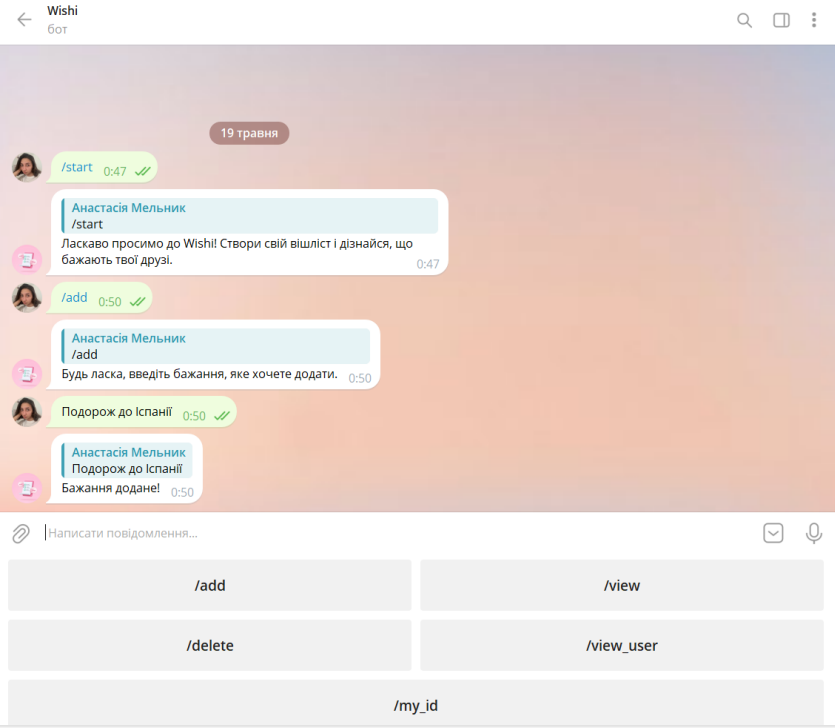 Wishi
бот
19 травня
/start 0:47
Анастасія Мельник
/start
Ласкаво просимо до Wishi! Створи свій вішліст і дізнайся, що
бажають твої друзі.
0:47
/add 0:50
Анастасія Мельник
/add
Будь ласка, введіть бажання, яке хочете додати. 0:50
Подорож до Іспанії 0:50
Анастасія Мельник
Подорож до Іспанії
Бажання додане! 0:50
Написати повідомлення...
/add /view
/delete /view_user
/my_id